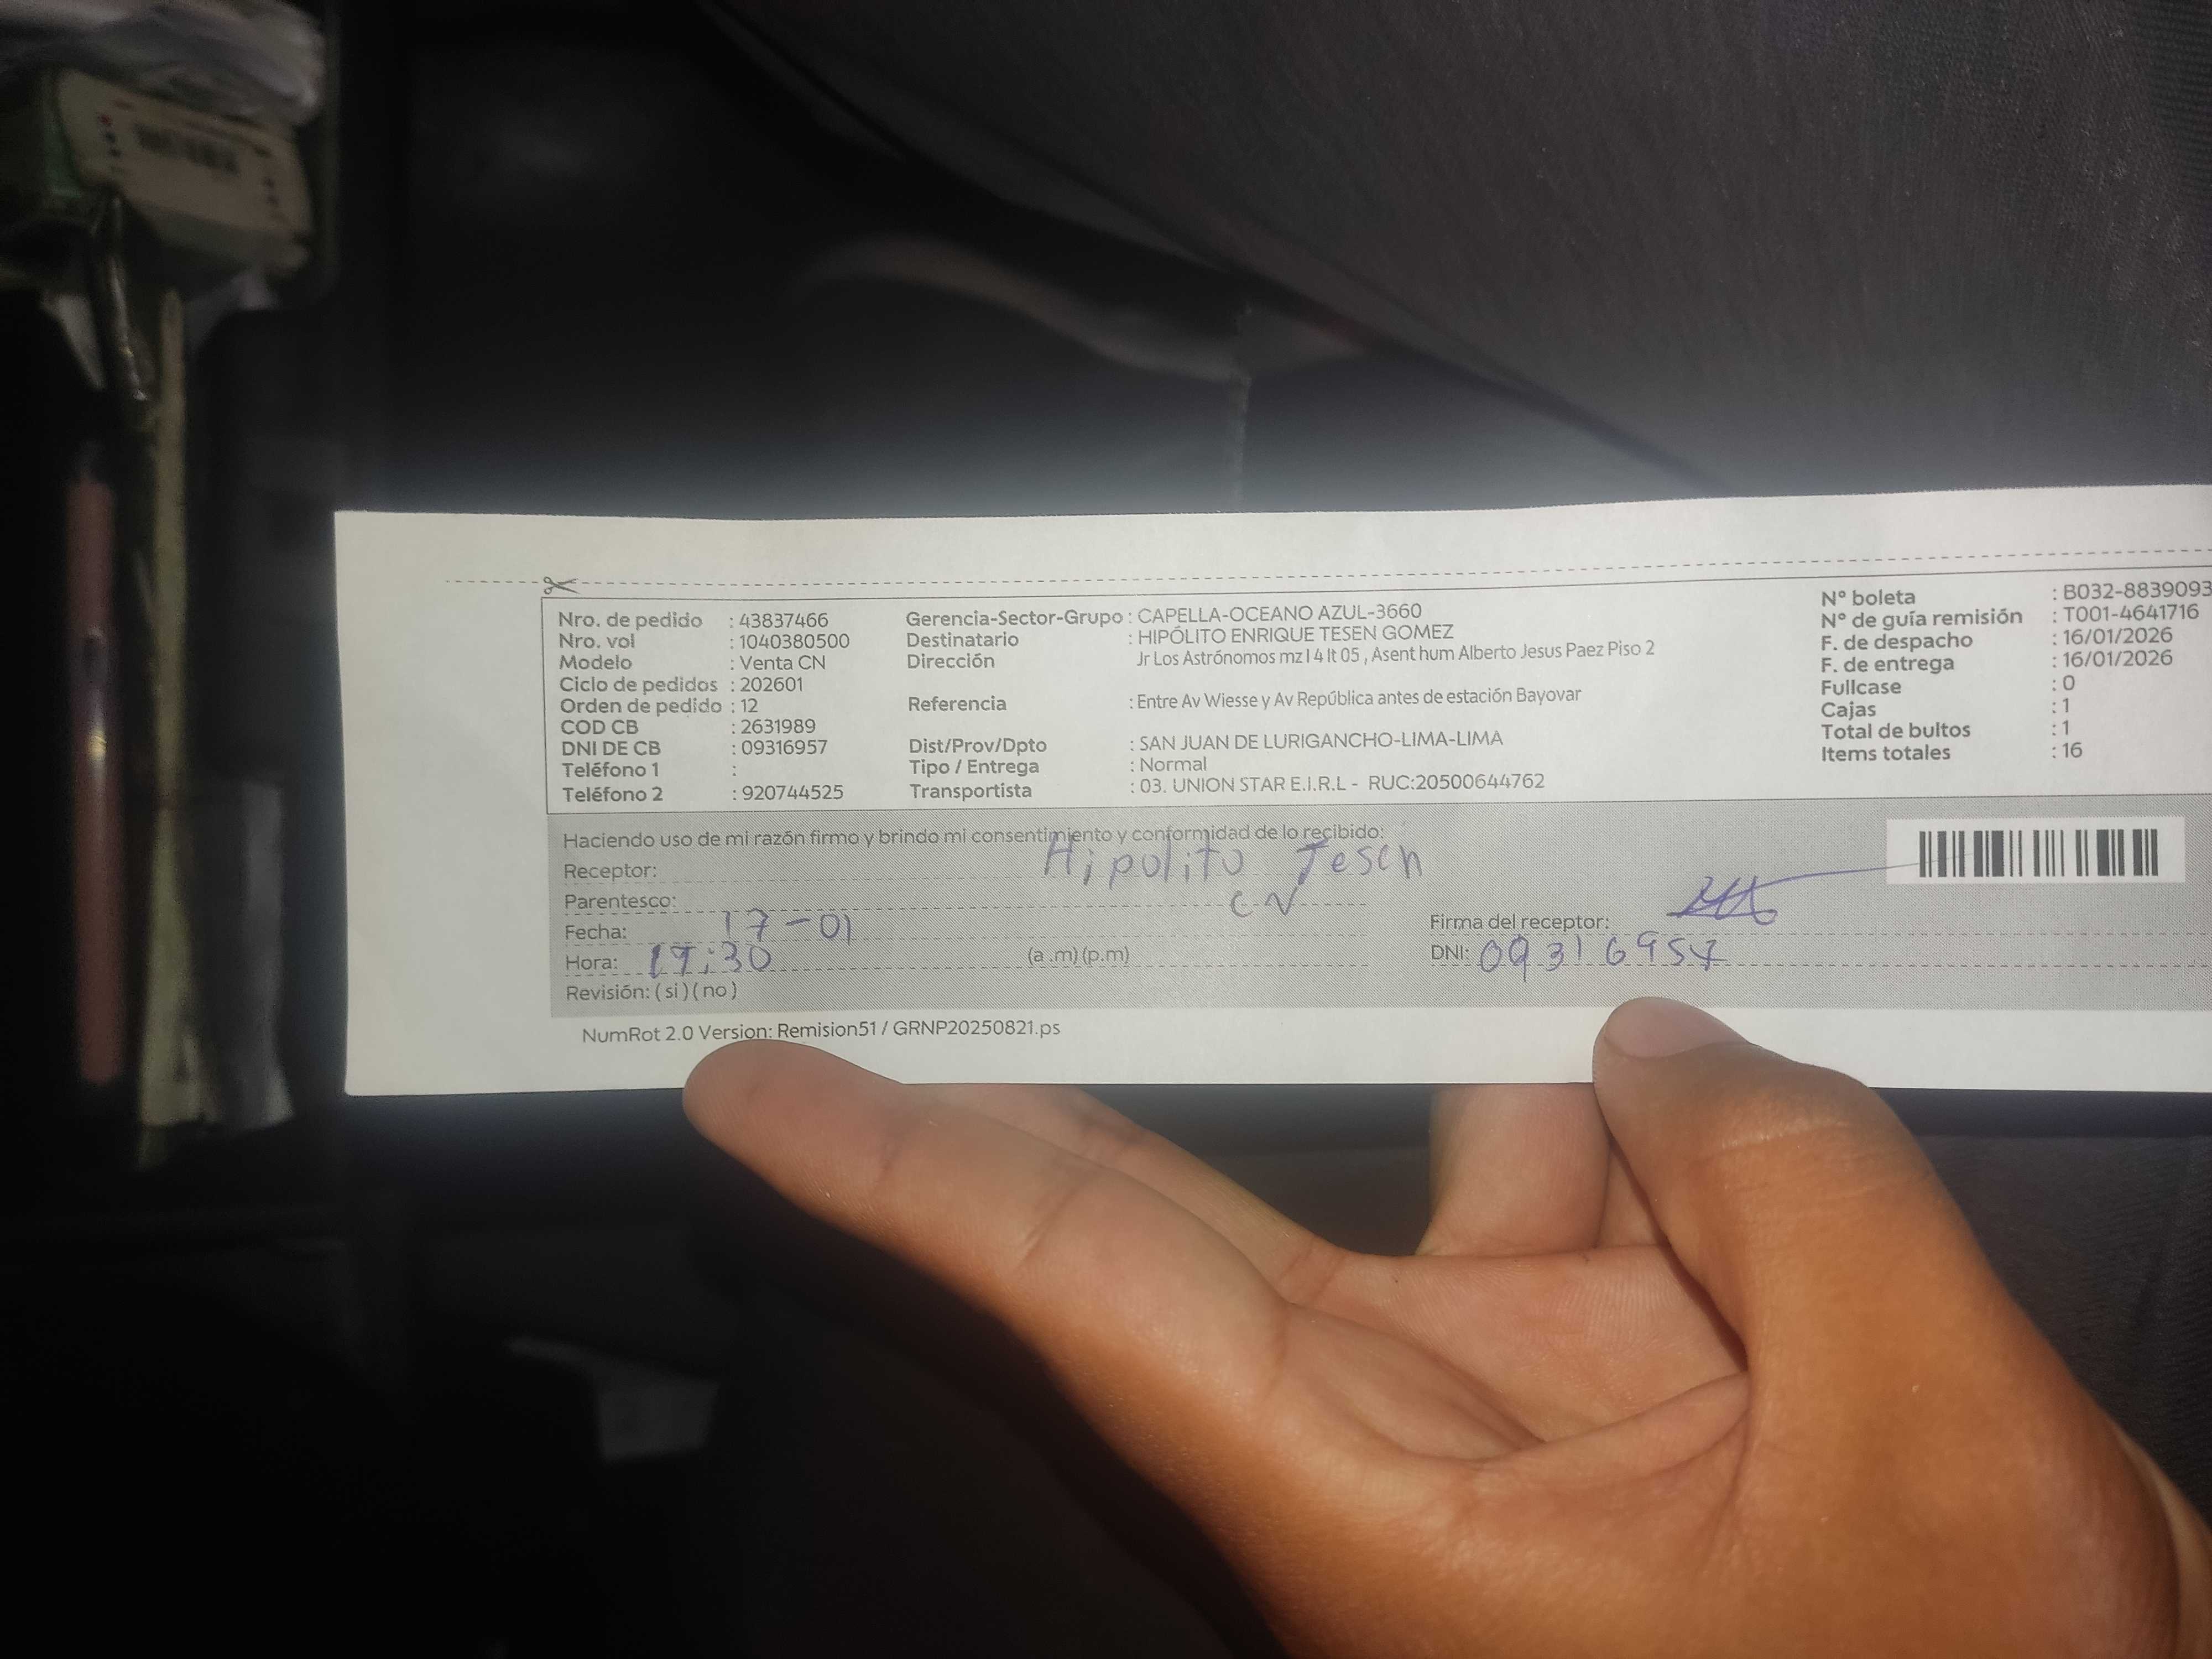 Nro. de pedido : 43837466
Nro. vol : 1040380500
Modelo : Venta CN
Ciclo de pedidos : 202601
Orden de pedido : 12
COD CB : 2631989
DNI DE CB : 09316957
Teléfono 1 :
Teléfono 2 : 920744525
Gerencia-Sector-Grupo : CAPELLA-OCEANO AZUL-3660
Destinatario : HIPÓLITO ENRIQUE TESEN GOMEZ
Dirección Jr Los Astrónomos mz I 4 lt 05 , Asent hum Alberto Jesus Paez Piso 2
Referencia : Entre Av Wiesse y Av República antes de estación Bayovar
Dist/Prov/Dpto : SAN JUAN DE LURIGANCHO-LIMA-LIMA
Tipo / Entrega : Normal
Transportista : 03. UNION STAR E.I.R.L - RUC:20500644762
N° boleta : B032-8839093
N° de guía remisión : T001-4641716
F. de despacho : 16/01/2026
F. de entrega : 16/01/2026
Fullcase : 0
Cajas : 1
Total de bultos : 1
Items totales : 16
Haciendo uso de mi razón firmo y brindo mi consentimiento y conformidad de lo recibido:
Receptor: Hipolito Tesen
Parentesco: CN
Fecha: 17-01
Hora: (a .m) (p.m)
Revisión: ( si ) ( no )
Firma del receptor:
DNI: 09316957
NumRot 2.0 Version: Remision51 / GRNP20250821.ps